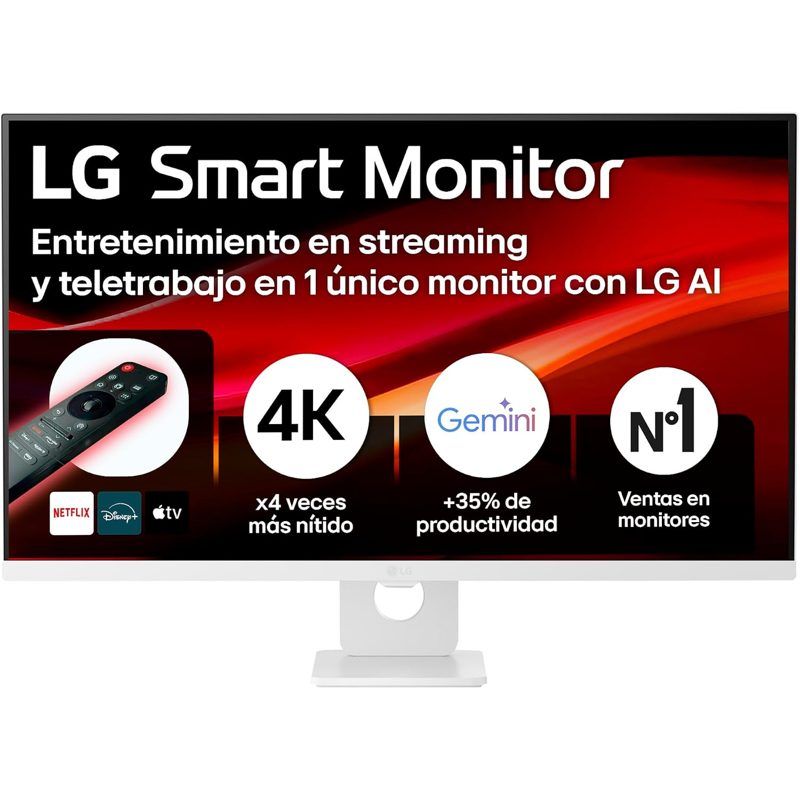 LG Smart Monitor
Entretenimiento en streaming
y teletrabajo en 1 único monitor con LG AI
4K
Gemini
Nº1
NETFLIX
Disney+
tv
x4 veces
más nítido
+35% de
productividad
Ventas en
monitores
LG